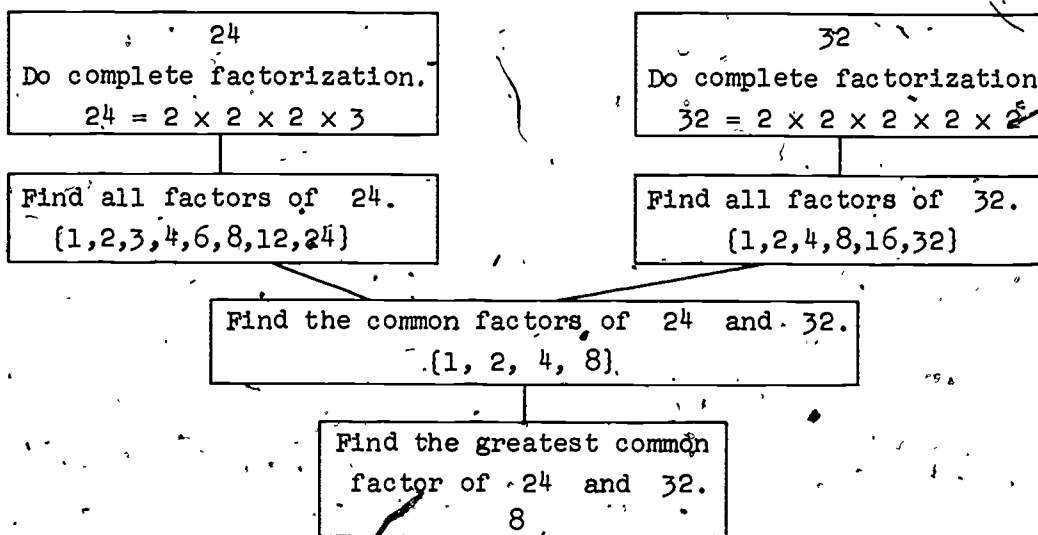 24
Do complete factorization.
24 = 2 × 2 × 2 × 3
32
Do complete factorization
32 = 2 × 2 × 2 × 2 × 2
Find all factors of 24.
{1,2,3,4,6,8,12,24}
Find all factors of 32.
{1,2,4,8,16,32}
Find the common factors of 24 and 32.
{1, 2, 4, 8}
Find the greatest common
factor of 24 and 32.
8